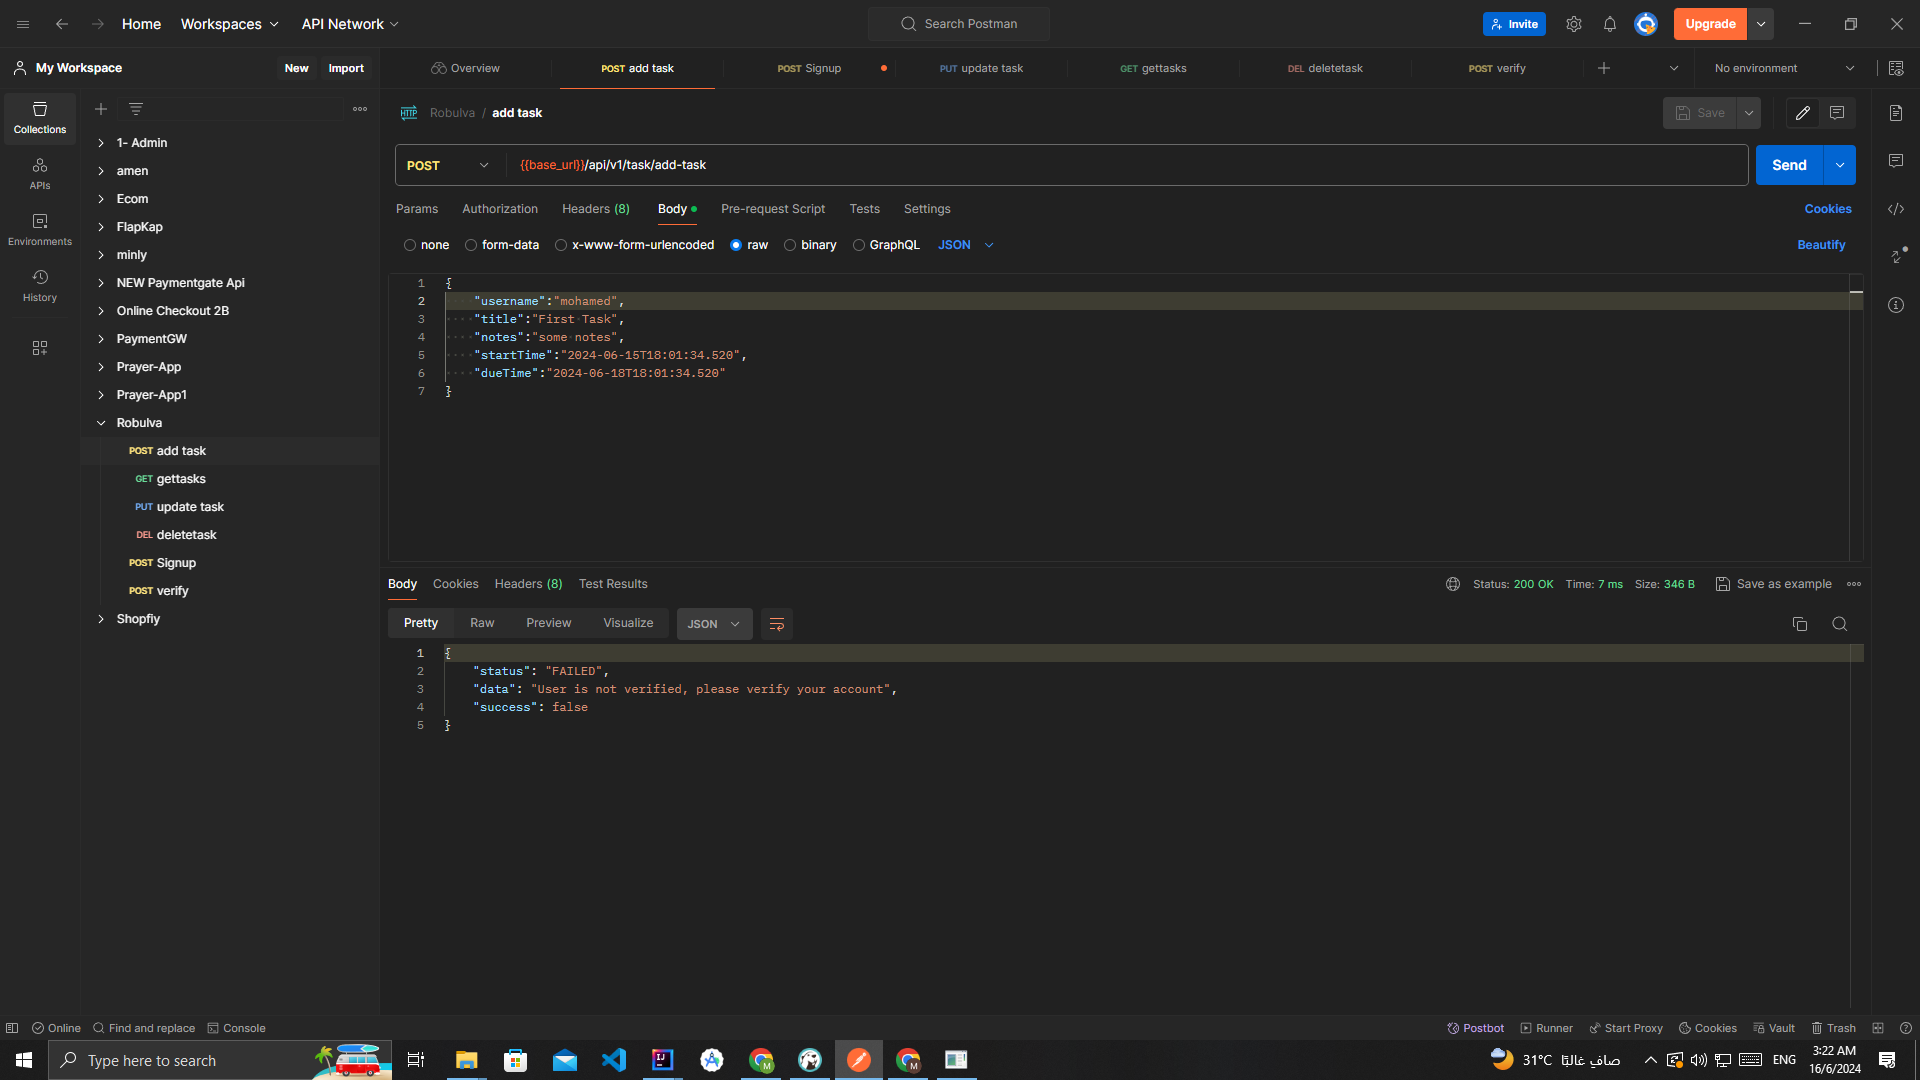 Home Workspaces API Network Search Postman Invite Upgrade
My Workspace New Import Overview POST add task POST Signup PUT update task GET gettasks DEL deletetask POST verify No environment
Collections
APIs
Environments
History
1- Admin
amen
Ecom
FlapKap
minly
NEW Paymentgate Api
Online Checkout 2B
PaymentGW
Prayer-App
Prayer-App1
Robulva
POST add task
GET gettasks
PUT update task
DEL deletetask
POST Signup
POST verify
Shopfiy
HTTP Robulva / add task Save
POST {{base_url}}/api/v1/task/add-task Send
Params Authorization Headers (8) Body Pre-request Script Tests Settings Cookies
none form-data x-www-form-urlencoded raw binary GraphQL JSON Beautify
1 {
2 "username":"mohamed",
3 "title":"First Task",
4 "notes":"some notes",
5 "startTime":"2024-06-15T18:01:34.520",
6 "dueTime":"2024-06-18T18:01:34.520"
7 }
Body Cookies Headers (8) Test Results Status: 200 OK Time: 7 ms Size: 346 B Save as example
Pretty Raw Preview Visualize JSON
1 {
2 "status": "FAILED",
3 "data": "User is not verified, please verify your account",
4 "success": false
5 }
Online Find and replace Console Postbot Runner Start Proxy Cookies Vault Trash
Type here to search 31°C صافٍ غالبًا ENG 3:22 AM
16/6/2024